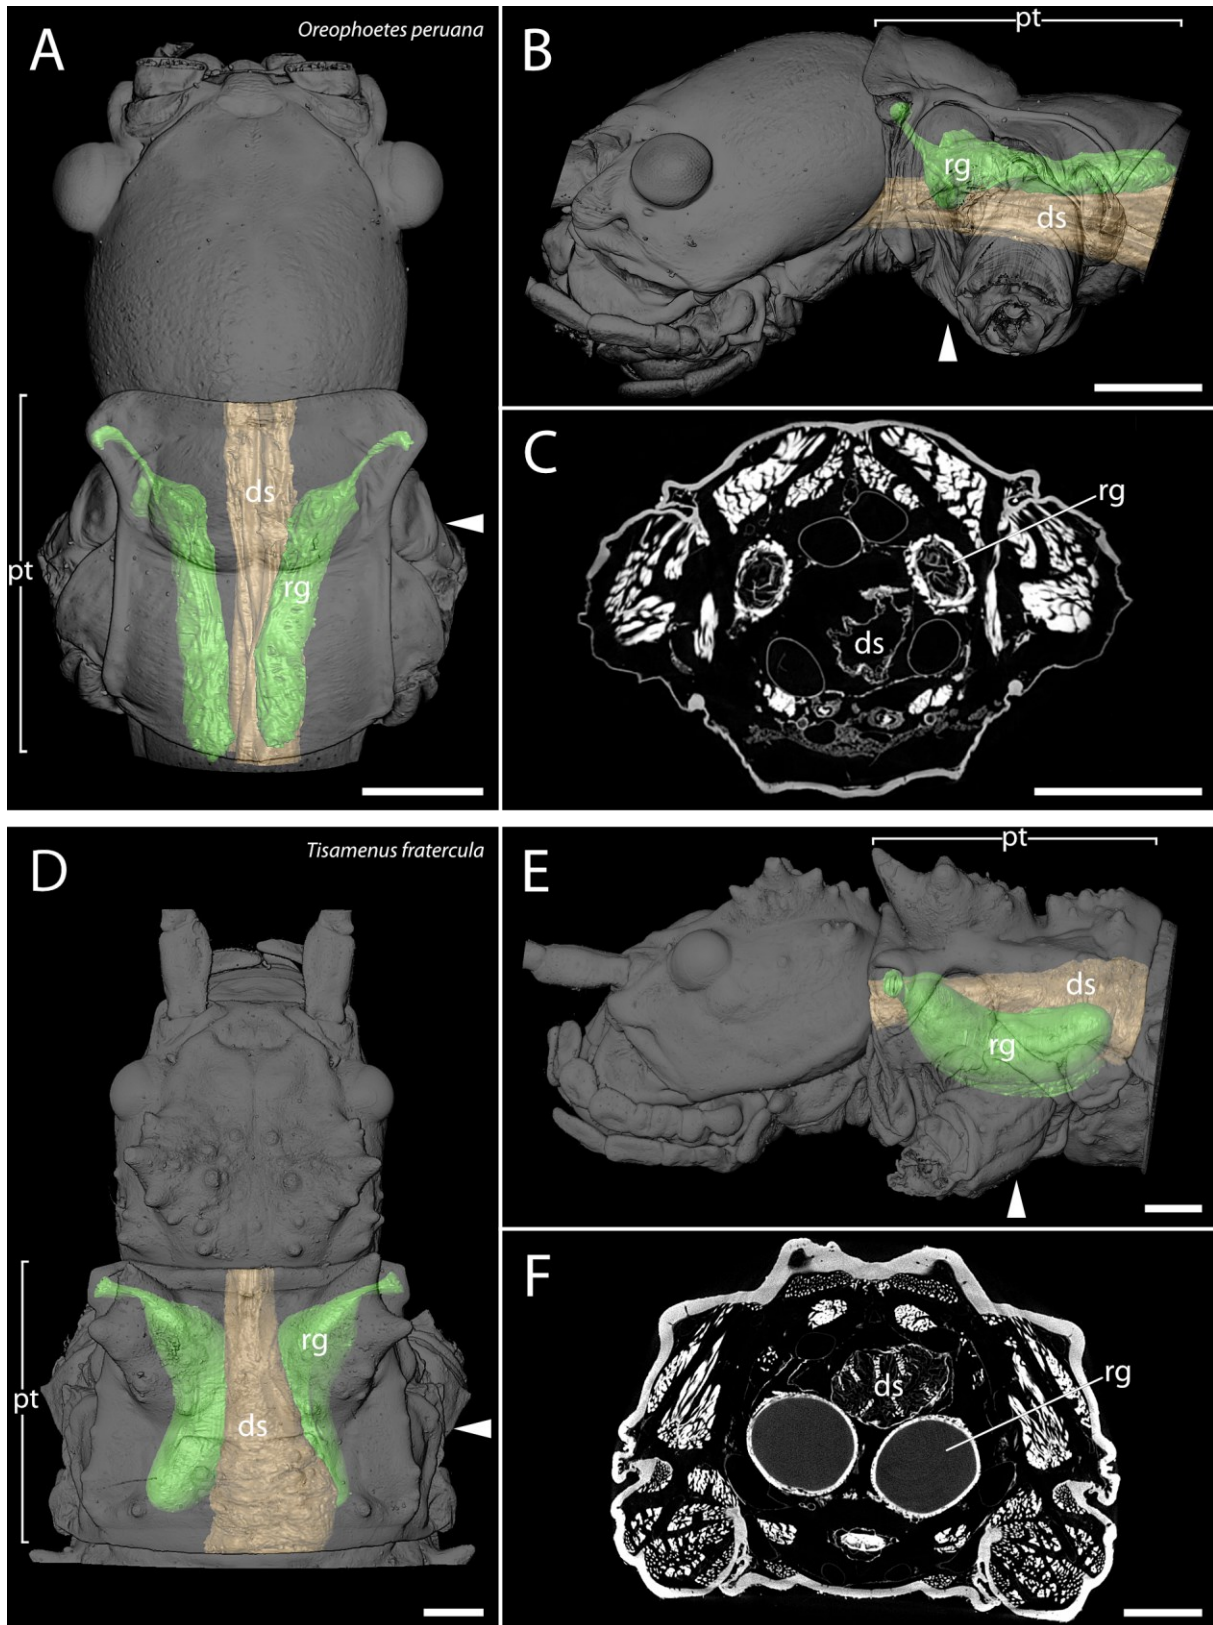 A
Oreophoetes peruana
ds
rg
pt
B
pt
rg
ds
C
rg
ds
D
Tisamenus fratercula
rg
ds
pt
E
pt
ds
rg
F
ds
rg